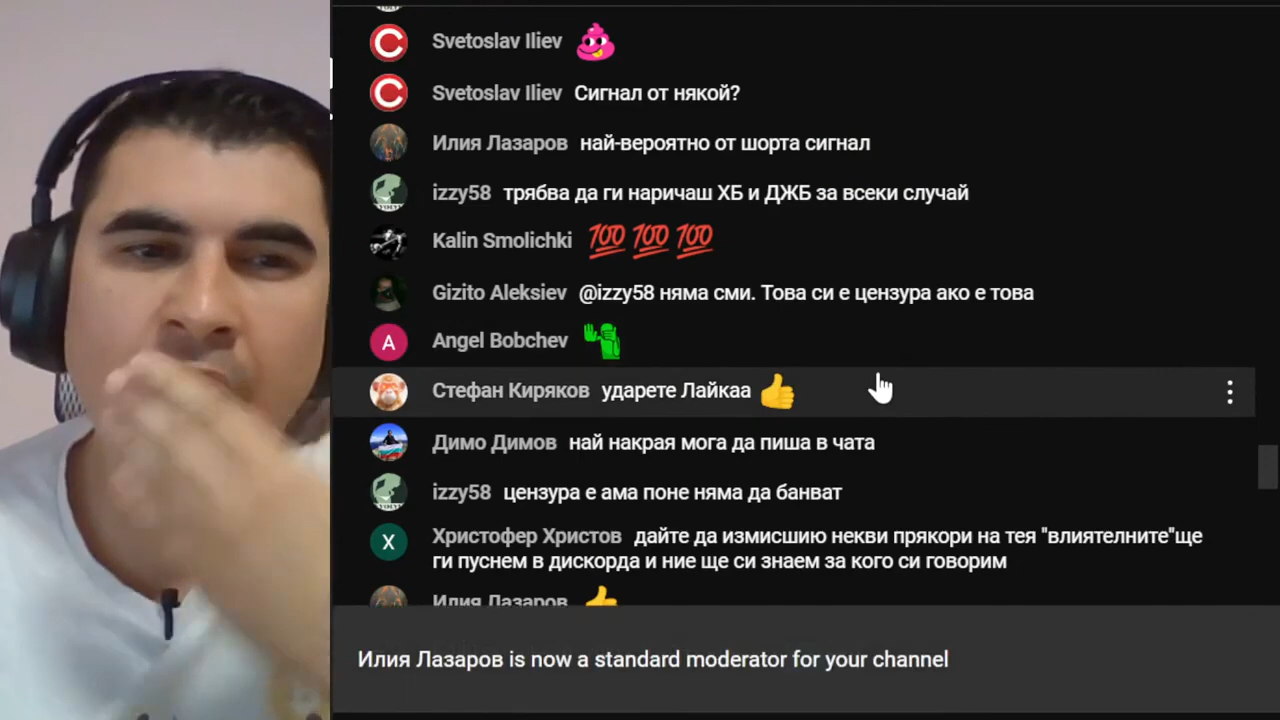 Svetoslav Iliev
Svetoslav Iliev Сигнал от някой?
Илия Лазаров най-вероятно от шорта сигнал
izzy58 трябва да ги наричаш ХБ и ДЖБ за всеки случай
Kalin Smolichki 💯 💯 💯
Gizito Aleksiev @izzy58 няма сми. Това си е цензура ако е това
A Angel Bobchev
Стефан Киряков ударете Лайкаа 👍
Димо Димов най накрая мога да пиша в чата
izzy58 цензура е ама поне няма да банват
X Христофер Христов дайте да измисшию некви прякори на тея "влиятелните"ще
ги пуснем в дискорда и ние ще си знаем за кого си говорим
Илия Лазаров 👍
Илия Лазаров is now a standard moderator for your channel